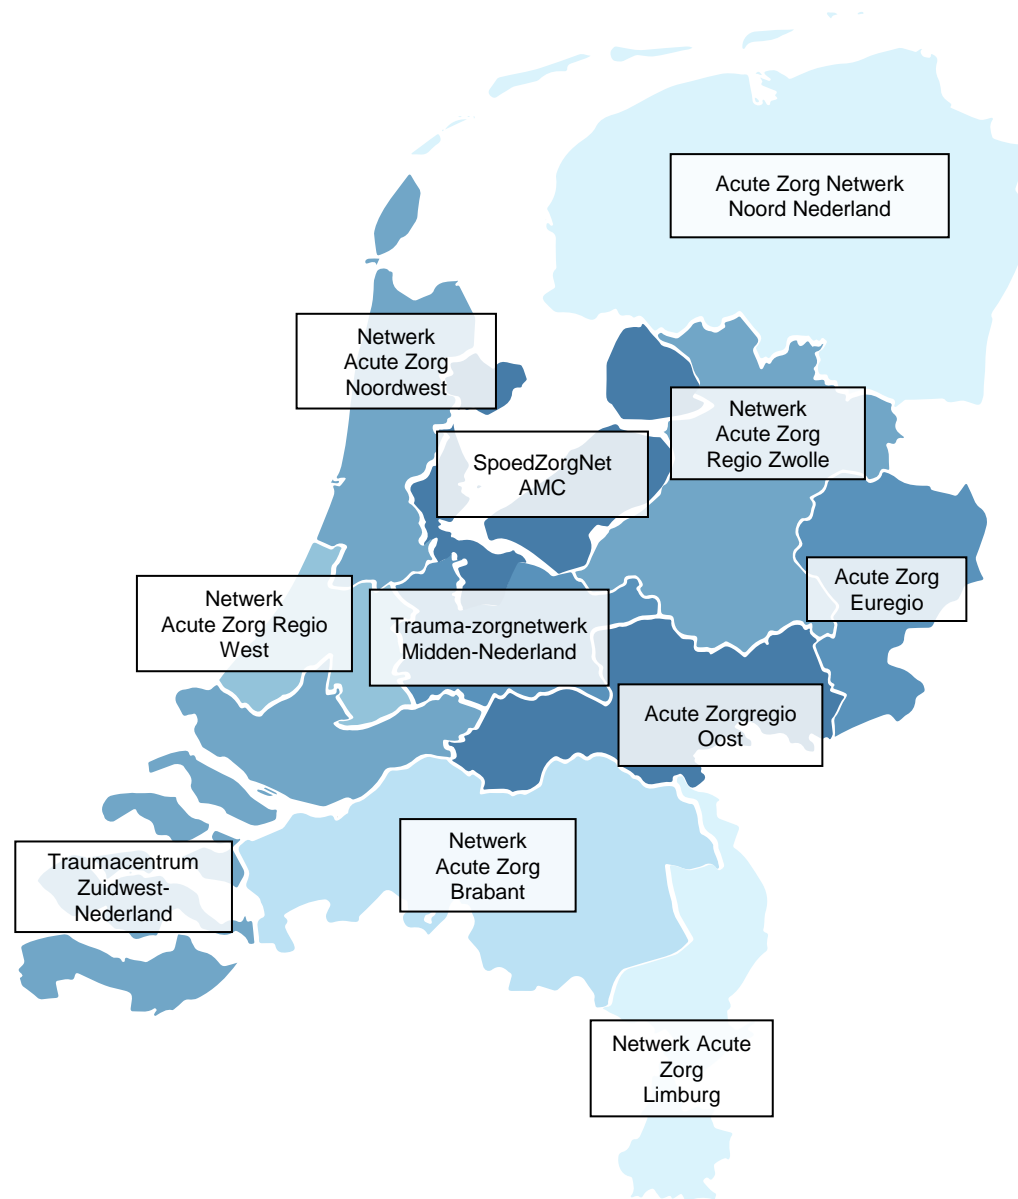 Acute Zorg Netwerk
Noord Nederland
Netwerk
Acute Zorg
Noordwest
Netwerk
Acute Zorg
Regio Zwolle
SpoedZorgNet
AMC
Acute Zorg
Euregio
Netwerk
Acute Zorg Regio
West
Trauma-zorgnetwerk
Midden-Nederland
Acute Zorgregio
Oost
Netwerk
Acute Zorg
Brabant
Traumacentrum
Zuidwest-
Nederland
Netwerk Acute
Zorg
Limburg